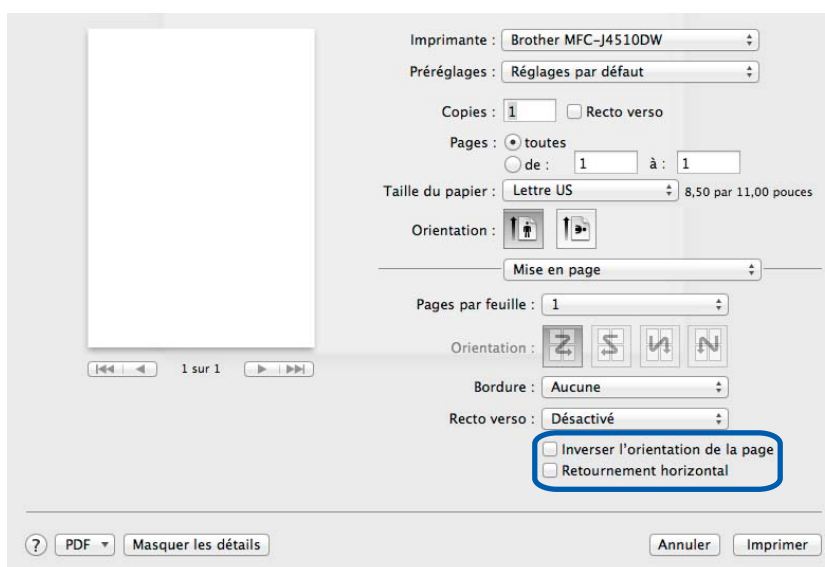 Imprimante : Brother MFC-J4510DW
Préréglages : Réglages par défaut
Copies : 1 Recto verso
Pages : toutes
de : 1 à : 1
Taille du papier : Lettre US 8,50 par 11,00 pouces
Orientation :
Mise en page
Pages par feuille : 1
Orientation :
1 sur 1
Bordure : Aucune
Recto verso : Désactivé
Inverser l'orientation de la page
Retournement horizontal
? PDF Masquer les détails Annuler Imprimer